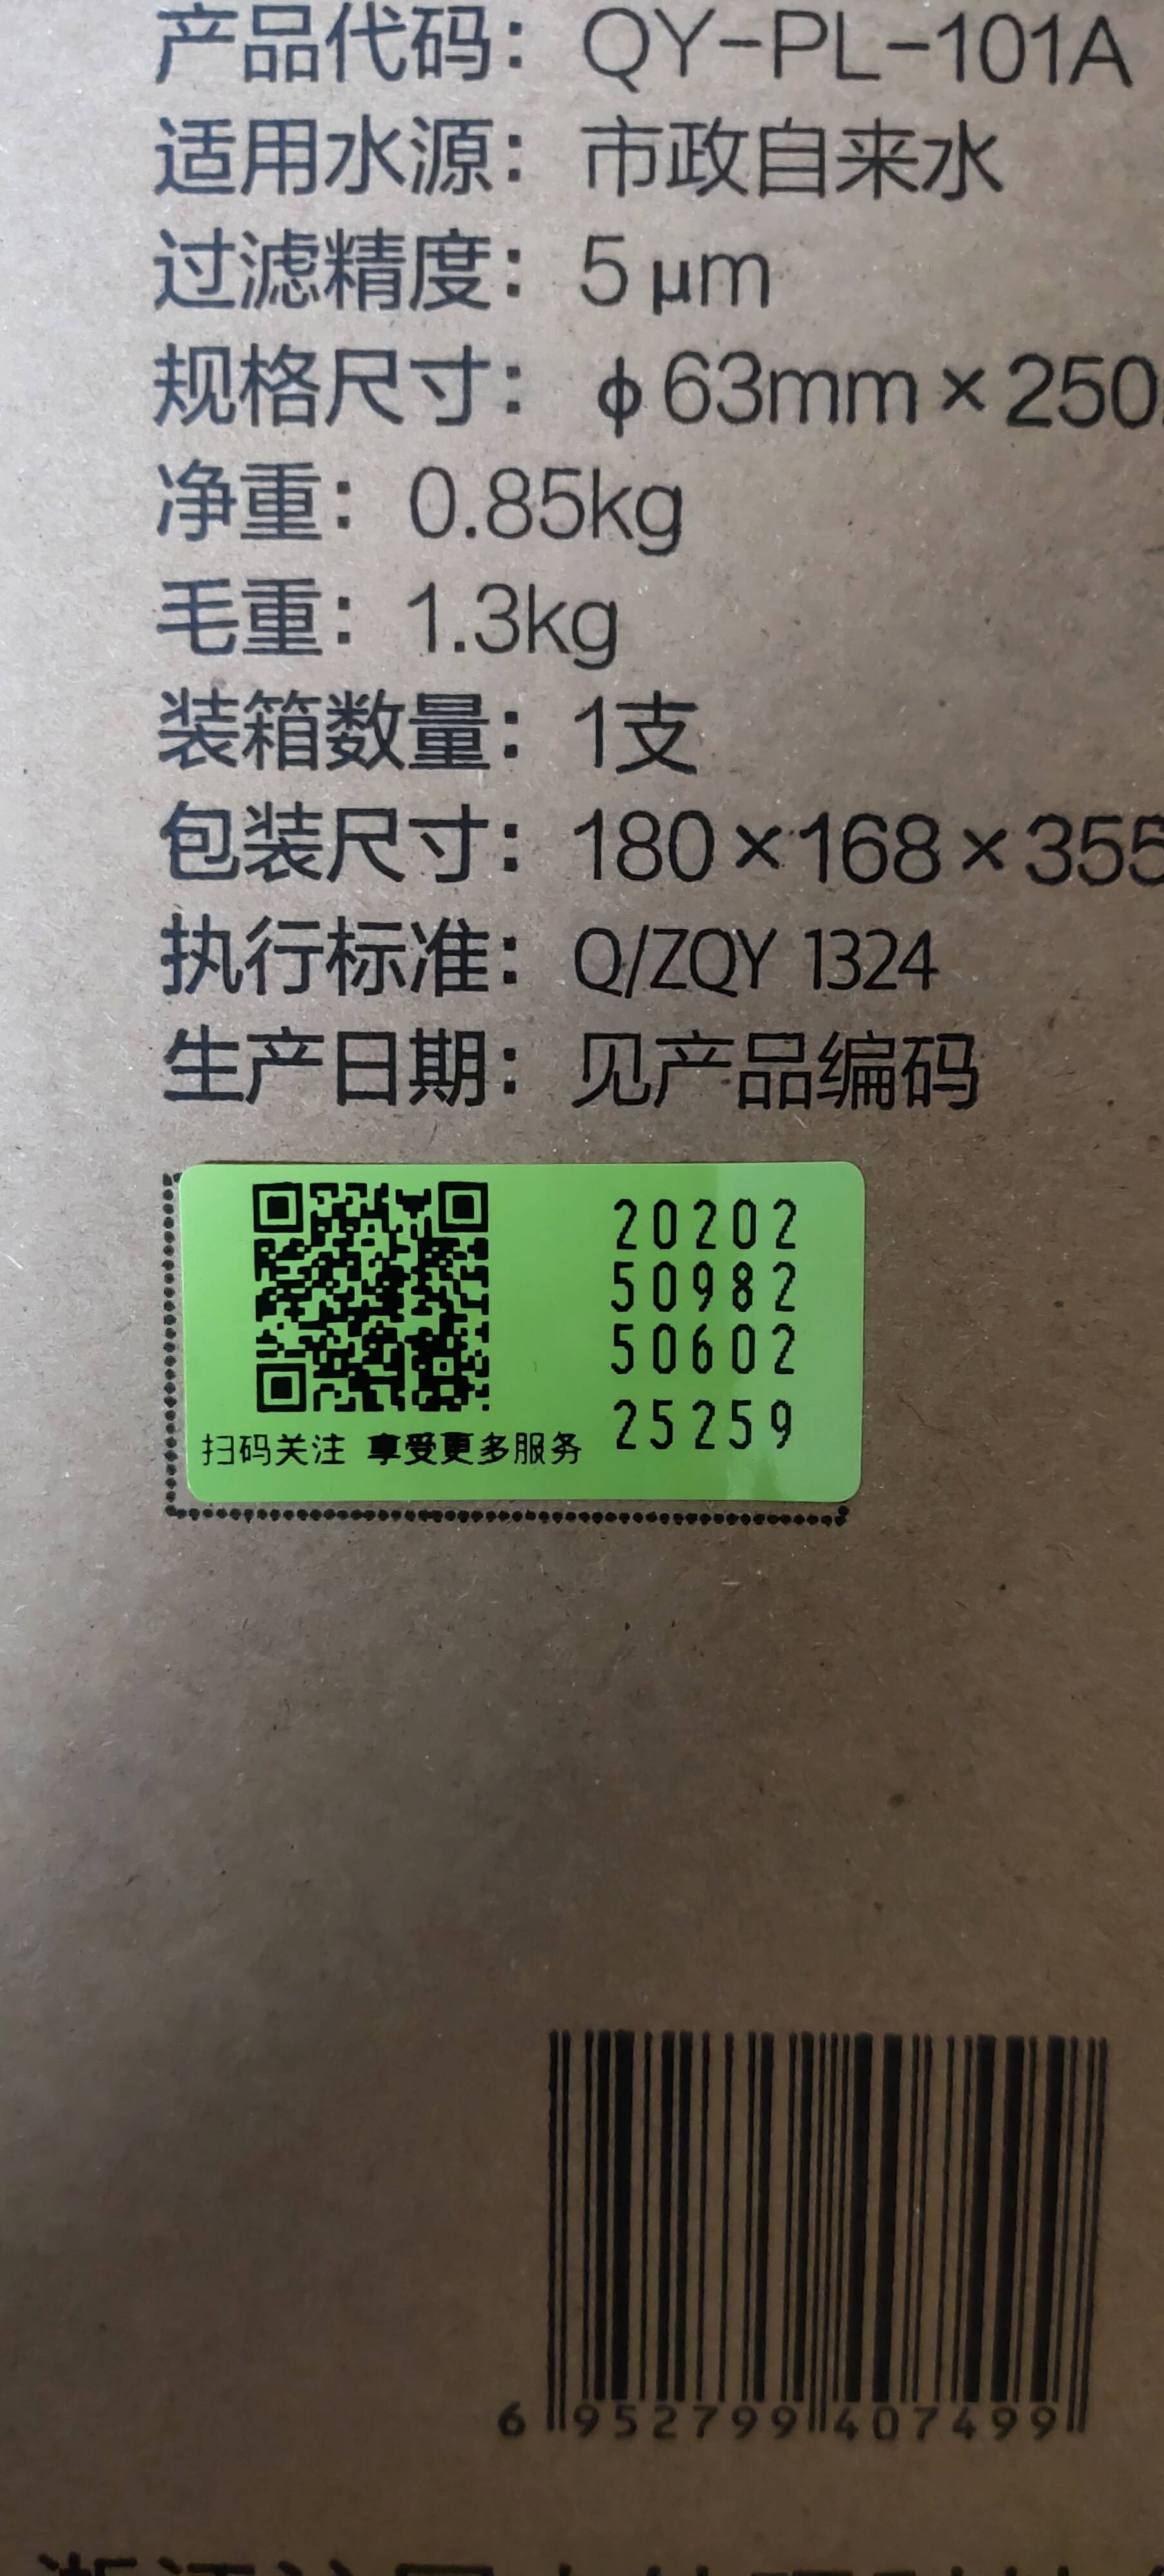 产品代码：QY-PL-101A
适用水源：市政自来水
过滤精度：5μm
规格尺寸：ϕ63mm×250
净重：0.85kg
毛重：1.3kg
装箱数量：1支
包装尺寸：180×168×355
执行标准：Q/ZQY 1324
生产日期：见产品编码
20202
50982
50602
25259
扫码关注 享受更多服务
6 952799 407499